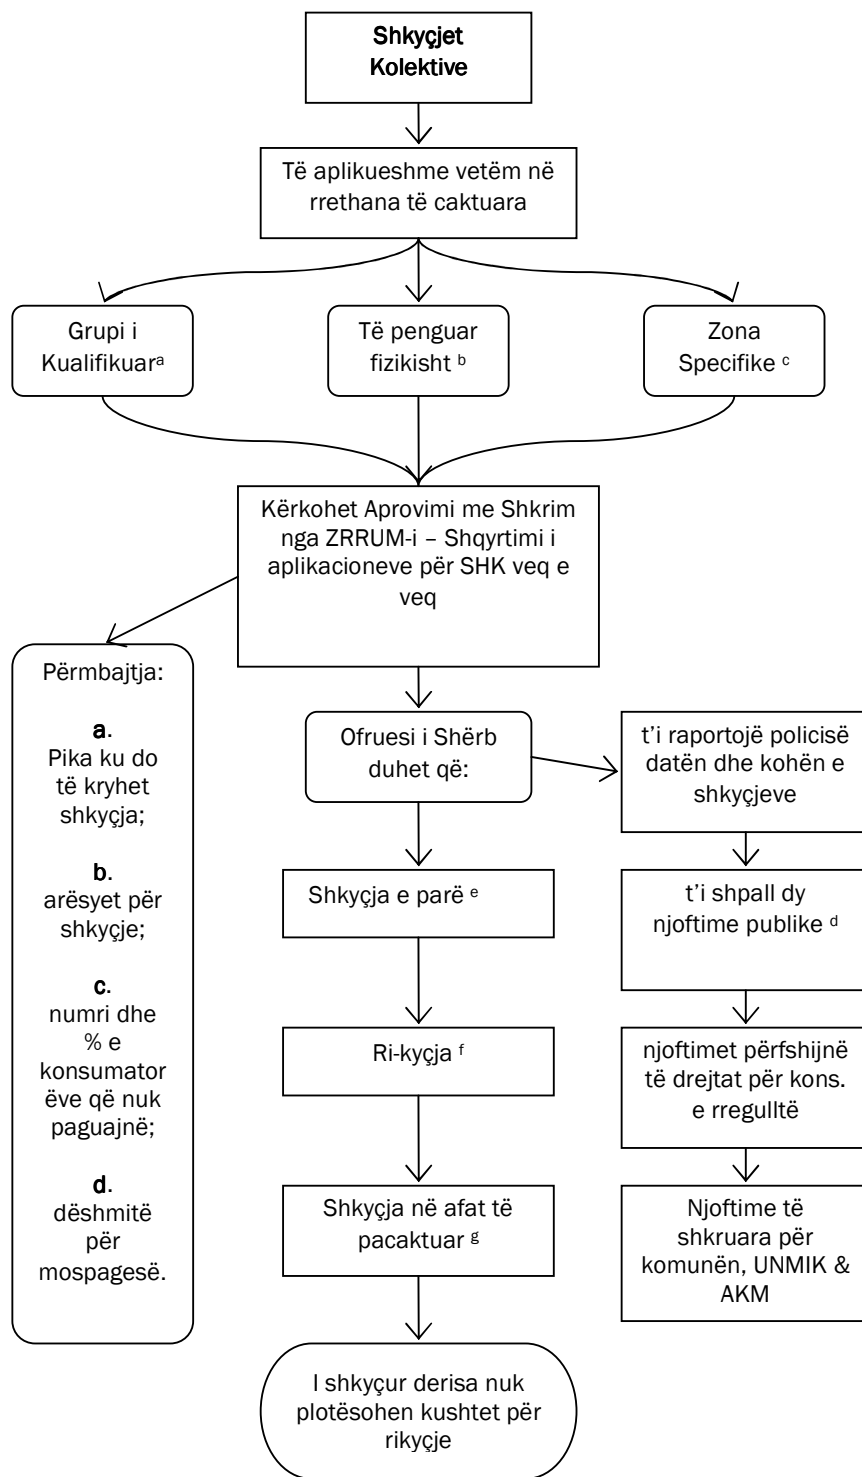 Shkyçjet
Kolektive
Të aplikueshme vetëm në
rrethana të caktuara
Grupi i
Kualifikuarᵃ
Të penguar
fizikisht ᵇ
Zona
Specifike ᶜ
Kërkohet Aprovimi me Shkrim
nga ZRRUM-i – Shqyrtimi i
aplikacioneve për SHK veq e
veq
Përmbajtja:
a.
Pika ku do
të kryhet
shkyçja;
b.
arësyet për
shkyçje;
c.
numri dhe
% e
konsumator
ëve që nuk
paguajnë;
d.
dëshmitë
për
mospagesë.
Ofruesi i Shërb
duhet që:
Shkyçja e parë ᵉ
Ri-kyçja ᶠ
Shkyçja në afat të
pacaktuar ᵍ
I shkyçur derisa nuk
plotësohen kushtet për
rikyçje
t’i raportojë policisë
datën dhe kohën e
shkyçjeve
t’i shpall dy
njoftime publike ᵈ
njoftimet përfshijnë
të drejtat për kons.
e rregulltë
Njoftime të
shkruara për
komunën, UNMIK &
AKM